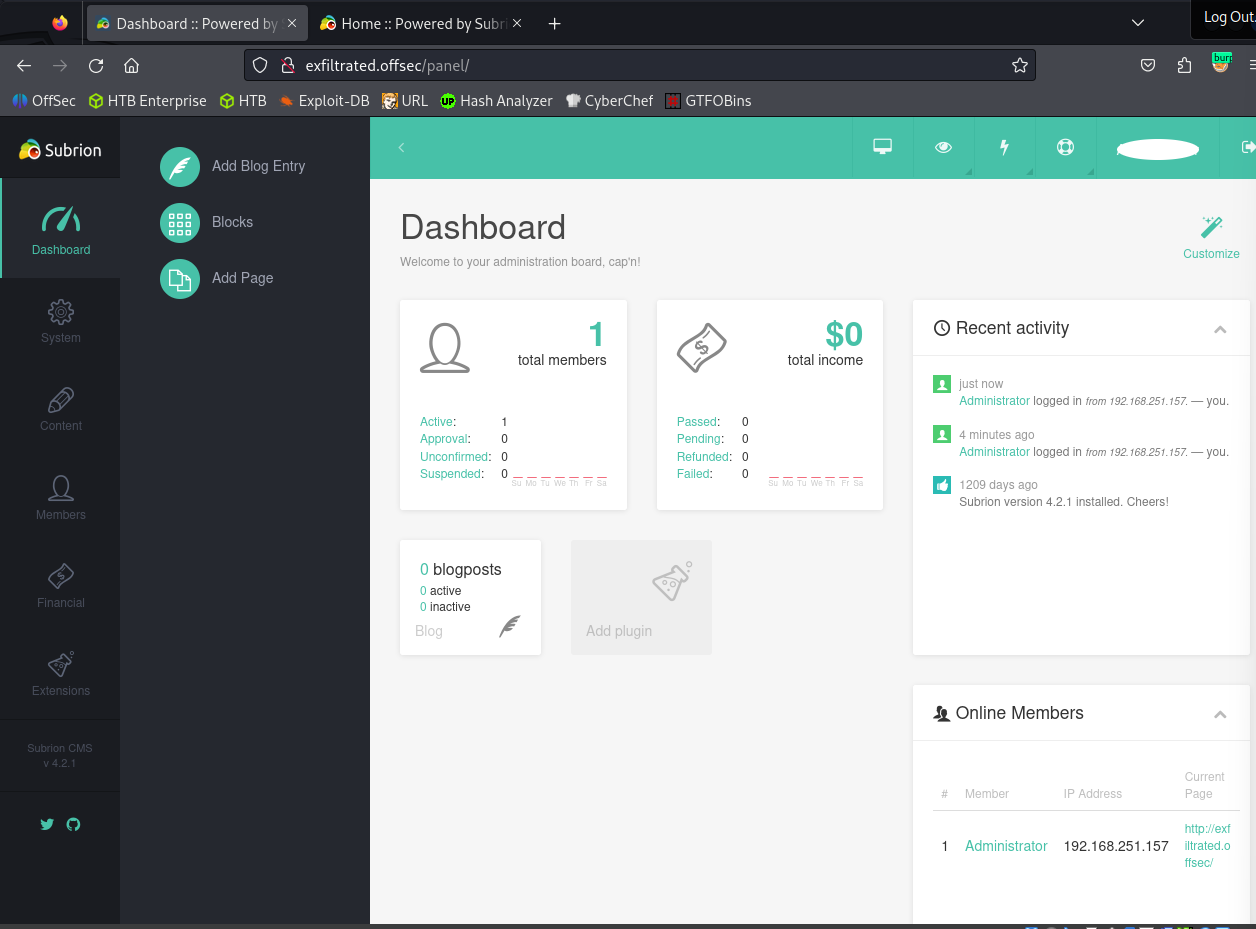 Dashboard :: Powered by
Home :: Powered by Subri
Log Out
exfiltrated.offsec/panel/
OffSec
HTB Enterprise
HTB
Exploit-DB
URL
Hash Analyzer
CyberChef
GTFOBins
burp
UP
Subrion
Dashboard
System
Content
Members
Financial
Extensions
Subrion CMS
v 4.2.1
Add Blog Entry
Blocks
Add Page
Dashboard
Welcome to your administration board, cap'n!
Customize
1
total members
Active: 1
Approval: 0
Unconfirmed: 0
Suspended: 0
Su Mo Tu We Th Fr Sa
$0
total income
Passed: 0
Pending: 0
Refunded: 0
Failed: 0
Su Mo Tu We Th Fr Sa
0 blogposts
0 active
0 inactive
Blog
Add plugin
Recent activity
just now
Administrator logged in from 192.168.251.157. — you.
4 minutes ago
Administrator logged in from 192.168.251.157. — you.
1209 days ago
Subrion version 4.2.1 installed. Cheers!
Online Members
# Member IP Address Current
Page
1 Administrator 192.168.251.157 http://exf
iltrated.o
ffsec/